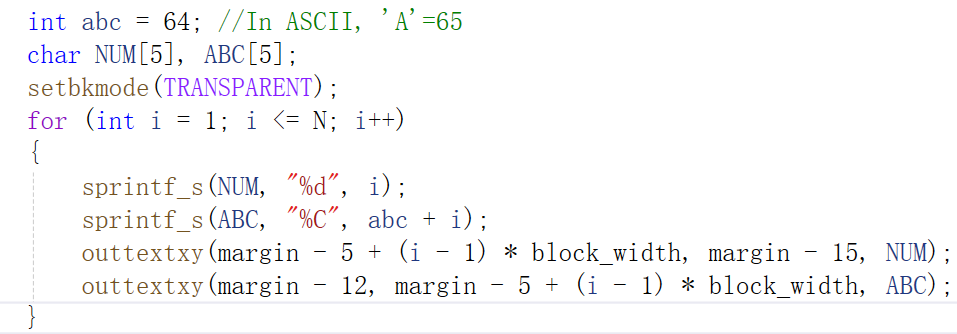 int abc = 64; //In ASCII, 'A'=65
char NUM[5], ABC[5];
setbkmode(TRANSPARENT);
for (int i = 1; i <= N; i++)
{
    sprintf_s(NUM, "%d", i);
    sprintf_s(ABC, "%C", abc + i);
    outtextxy(margin - 5 + (i - 1) * block_width, margin - 15, NUM);
    outtextxy(margin - 12, margin - 5 + (i - 1) * block_width, ABC);
}